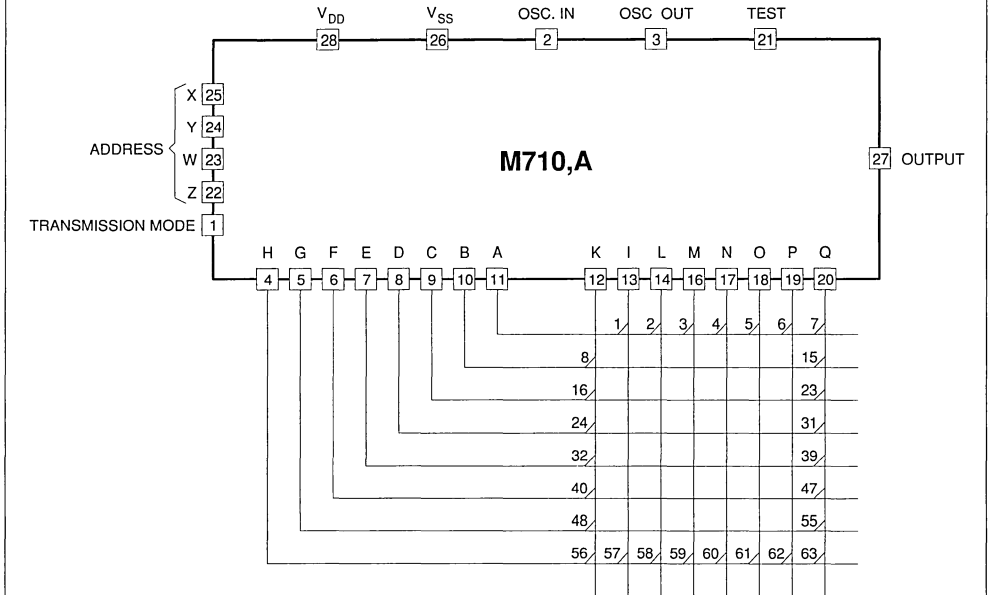 V_DD V_SS OSC. IN OSC OUT TEST
28 26 2 3 21
X 25
Y 24
ADDRESS
W 23
M710,A
27 OUTPUT
Z 22
TRANSMISSION MODE 1
H G F E D C B A K I L M N O P Q
4 5 6 7 8 9 10 11 12 13 14 16 17 18 19 20
1 2 3 4 5 6 7
8 15
16 23
24 31
32 39
40 47
48 55
56 57 58 59 60 61 62 63